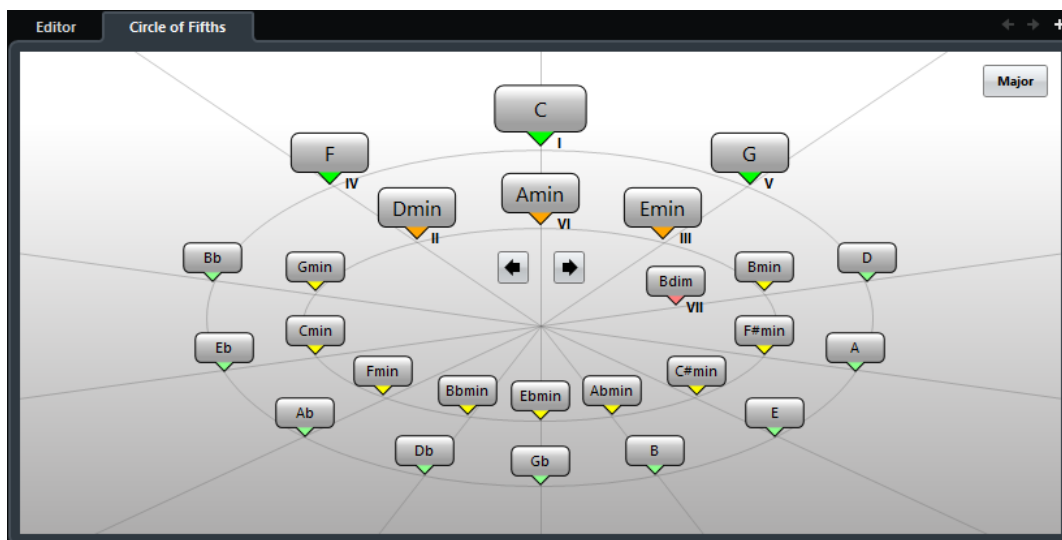 Editor
Circle of Fifths
Major
C
I
F
IV
G
V
Amin
VI
Dmin
II
Emin
III
Bb
Gmin
Bdim
VII
Bmin
D
Eb
Cmin
F#min
A
Fmin
C#min
Bbmin
Ebmin
Abmin
Ab
E
Db
Gb
B